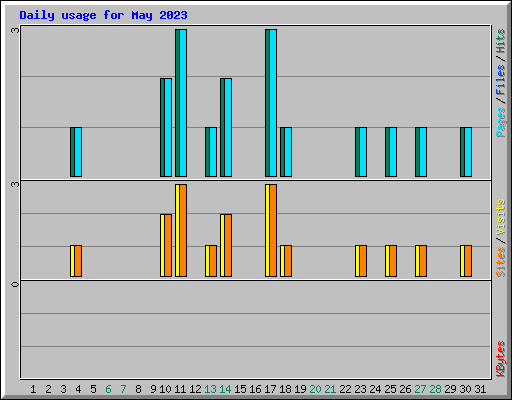 Daily usage for May 2023
3
Pages/Files/Hits
3
Sites/Visits
0
KBytes
1 2 3 4 5 6 7 8 9 10 11 12 13 14 15 16 17 18 19 20 21 22 23 24 25 26 27 28 29 30 31